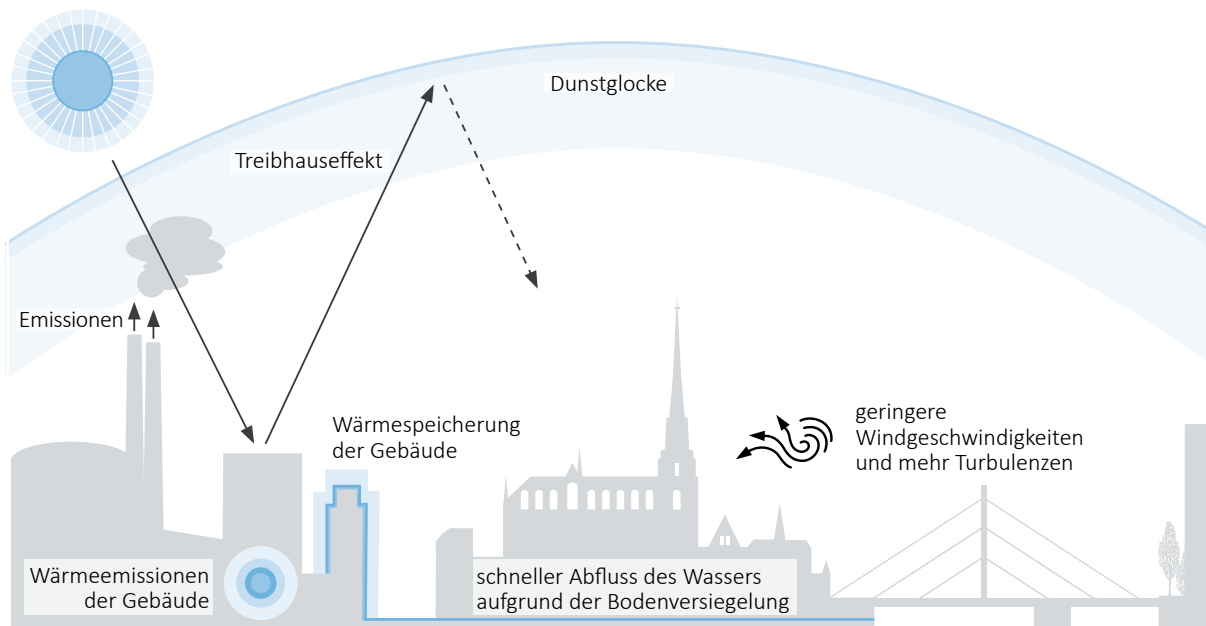 Dunstglocke
Treibhauseffekt
Emissionen
Wärmespeicherung
der Gebäude
geringere
Windgeschwindigkeiten
und mehr Turbulenzen
Wärmeemissionen
der Gebäude
schneller Abfluss des Wassers
aufgrund der Bodenversiegelung